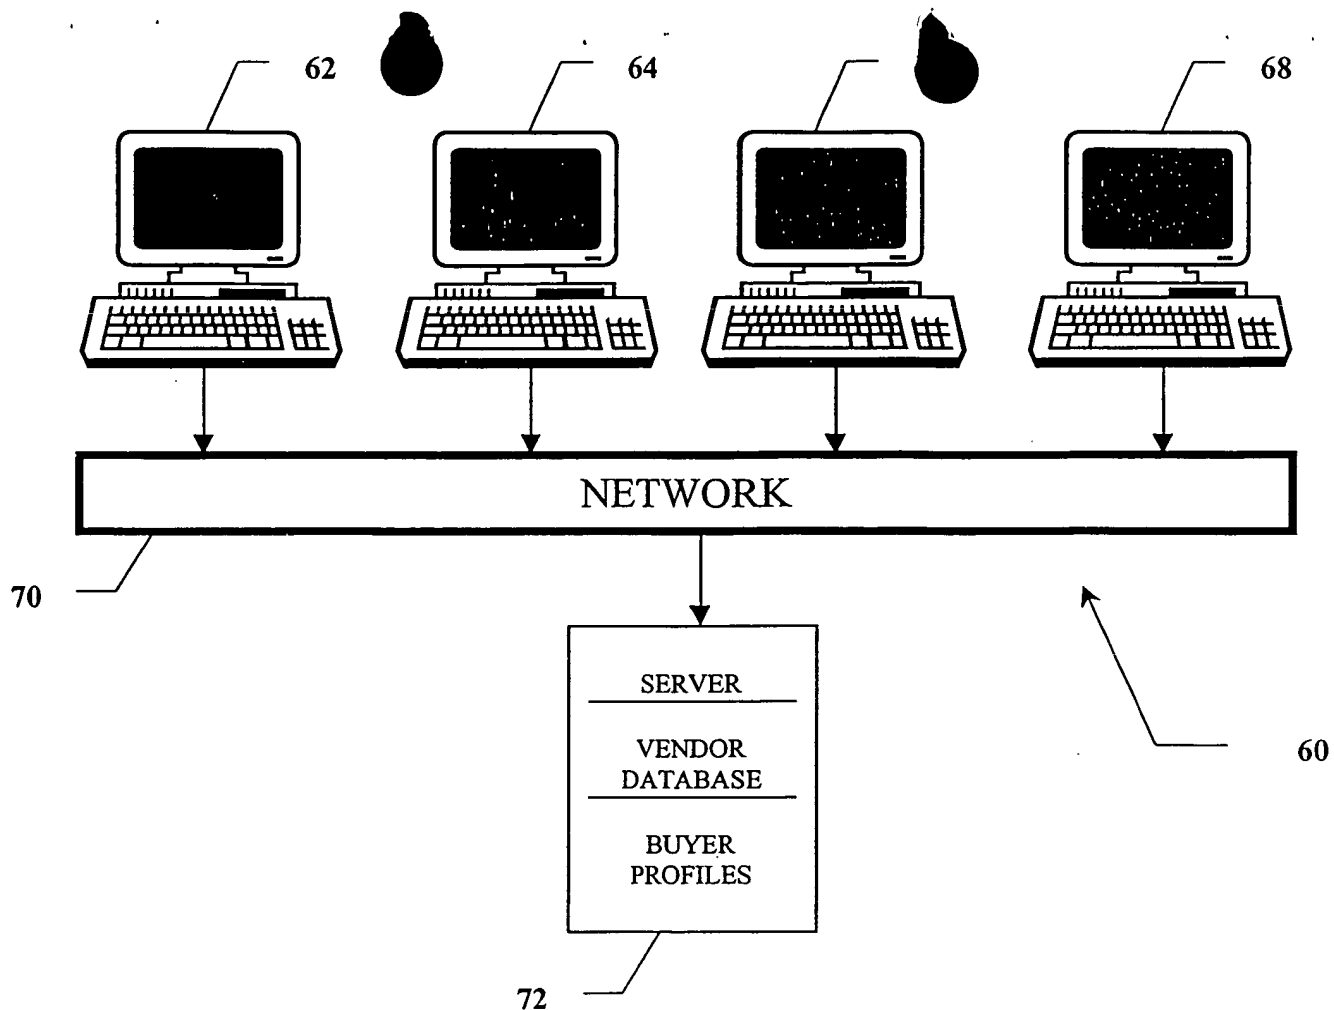 62
64
68
NETWORK
70
SERVER
VENDOR
DATABASE
60
BUYER
PROFILES
72